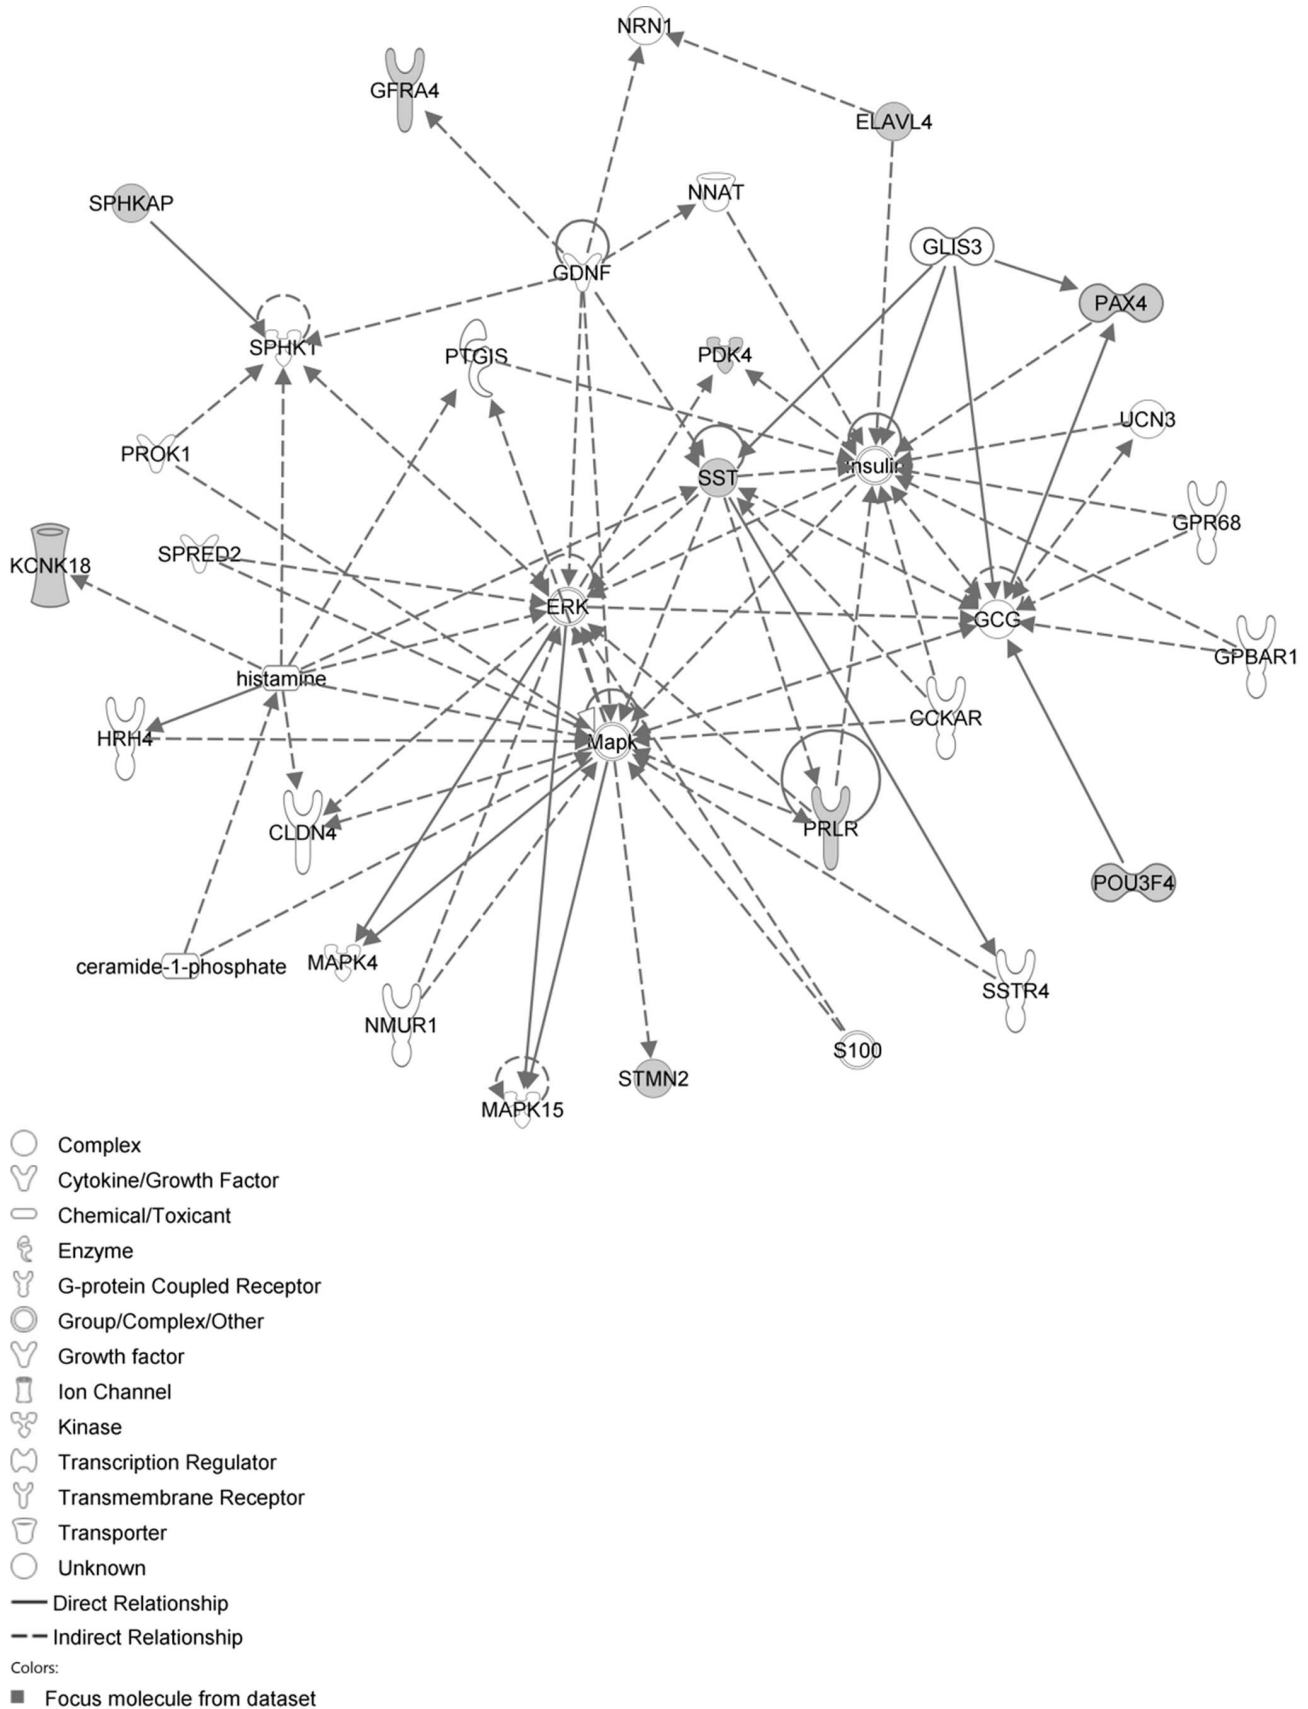 NRN1
GFRA4
ELAVL4
NNAT
SPHKAP
GLIS3
GDNF
PAX4
SPHK1
PTGIS
PDK4
UCN3
PROK1
Insulin
SST
GPR68
SPRED2
KCNK18
ERK
GCG
GPBAR1
histamine
CCKAR
HRH4
Mapk
CLDN4
PRLR
POU3F4
ceramide-1-phosphate
MAPK4
SSTR4
NMUR1
S100
STMN2
MAPK15
Complex
Cytokine/Growth Factor
Chemical/Toxicant
Enzyme
G-protein Coupled Receptor
Group/Complex/Other
Growth factor
Ion Channel
Kinase
Transcription Regulator
Transmembrane Receptor
Transporter
Unknown
Direct Relationship
Indirect Relationship
Colors:
Focus molecule from dataset